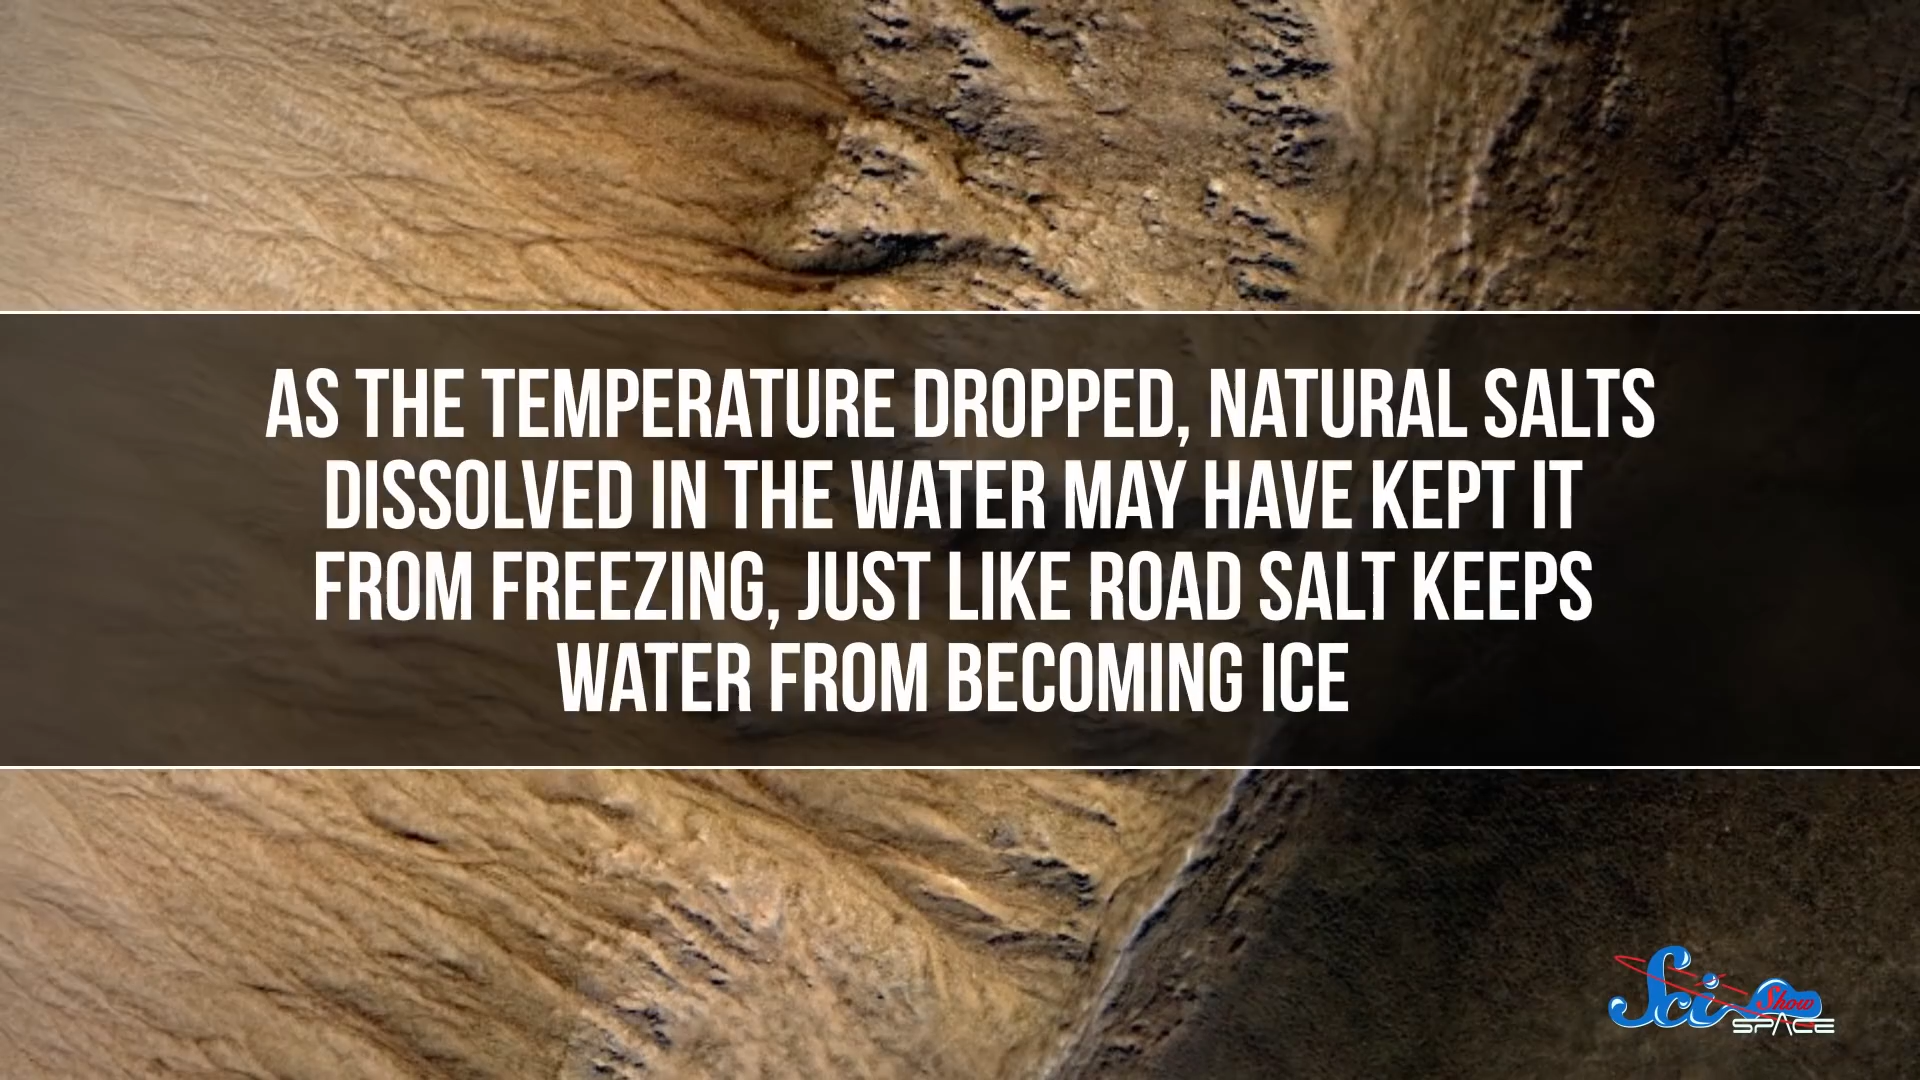 AS THE TEMPERATURE DROPPED, NATURAL SALTS
DISSOLVED IN THE WATER MAY HAVE KEPT IT
FROM FREEZING, JUST LIKE ROAD SALT KEEPS
WATER FROM BECOMING ICE
Sci Show
SPACE